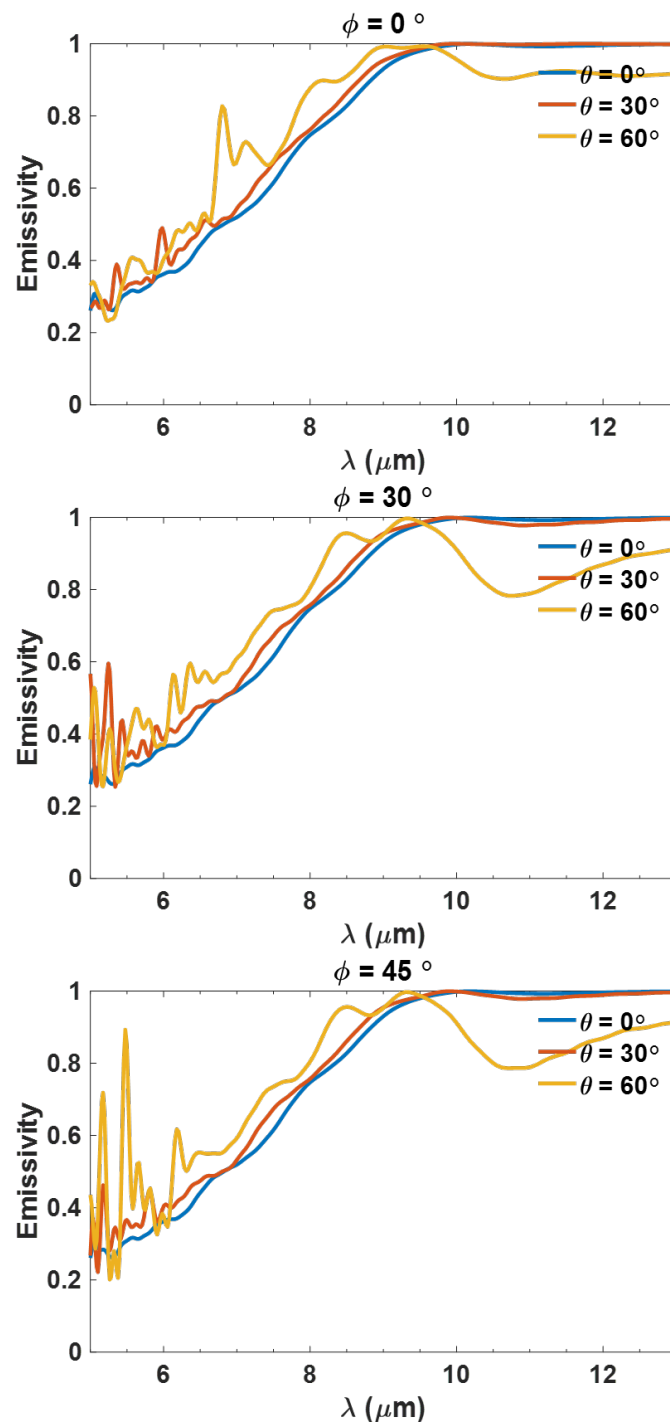 ϕ = 0 °
1
0.8
0.6
0.4
0.2
0
Emissivity
θ = 0°
θ = 30°
θ = 60°
6 8 10 12
λ (μm)
ϕ = 30 °
1
0.8
0.6
0.4
0.2
0
Emissivity
θ = 0°
θ = 30°
θ = 60°
6 8 10 12
λ (μm)
ϕ = 45 °
1
0.8
0.6
0.4
0.2
0
Emissivity
θ = 0°
θ = 30°
θ = 60°
6 8 10 12
λ (μm)